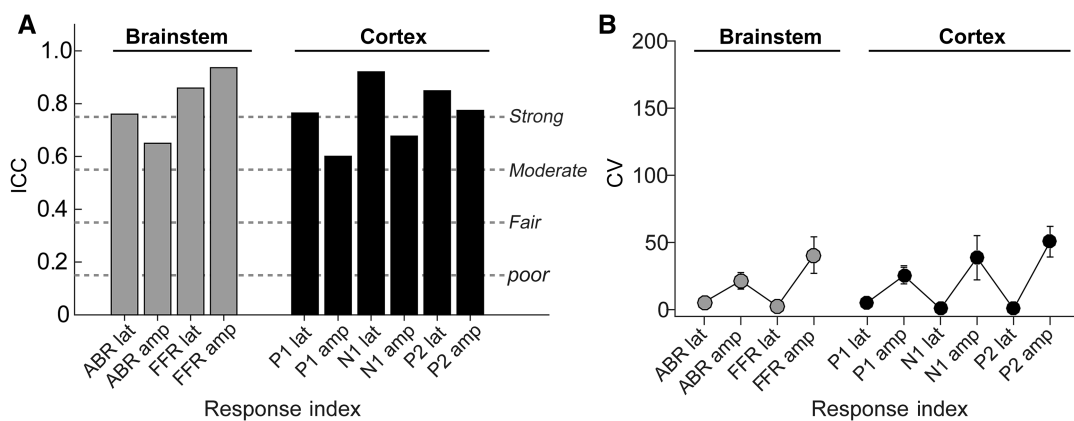 A
Brainstem
Cortex
1.0
0.8
0.6
0.4
0.2
0
ICC
Strong
Moderate
Fair
poor
ABR lat
ABR amp
FFR lat
FFR amp
P1 lat
P1 amp
N1 lat
N1 amp
P2 lat
P2 amp
Response index
B
Brainstem
Cortex
200
150
100
50
0
CV
ABR lat
ABR amp
FFR lat
FFR amp
P1 lat
P1 amp
N1 lat
N1 amp
P2 lat
P2 amp
Response index